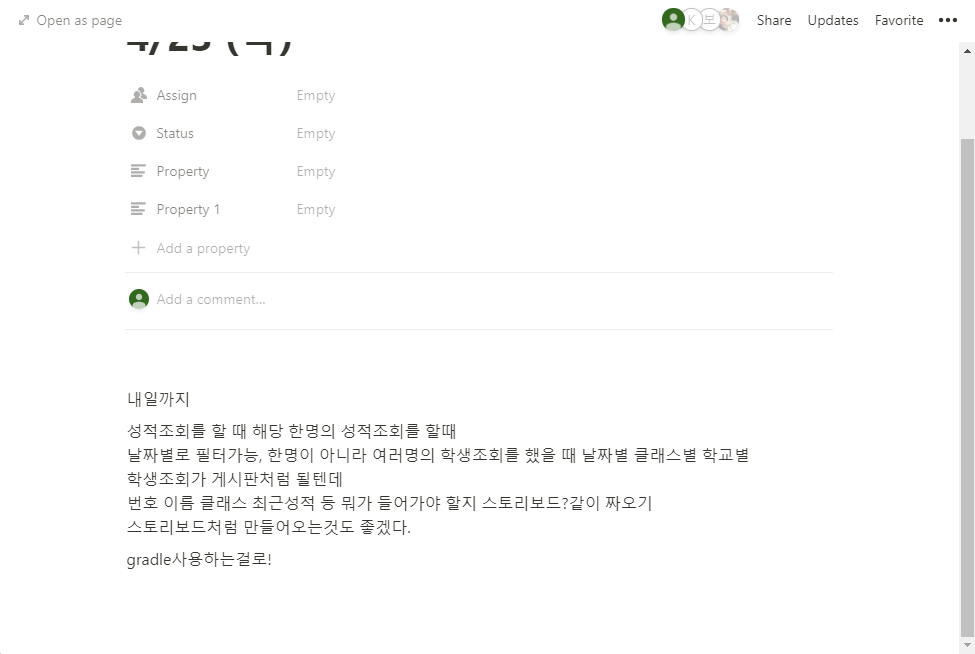 Open as page
K 보
Share Updates Favorite •••
Assign Empty
Status Empty
Property Empty
Property 1 Empty
Add a property
Add a comment...
내일까지
성적조회를 할 때 해당 한명의 성적조회를 할때
날짜별로 필터가능, 한명이 아니라 여러명의 학생조회를 했을 때 날짜별 클래스별 학교별
학생조회가 게시판처럼 될텐데
번호 이름 클래스 최근성적 등 뭐가 들어가야 할지 스토리보드?같이 짜오기
스토리보드처럼 만들어오는것도 좋겠다.
gradle사용하는걸로!